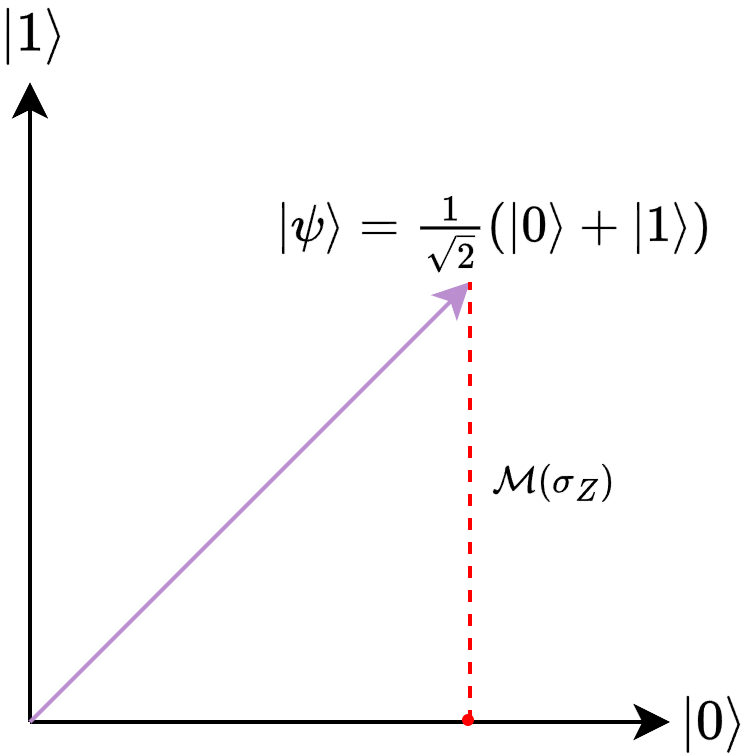 |1⟩
|ψ⟩ = 1/√2 (|0⟩ + |1⟩)
ℳ(σ_Z)
|0⟩